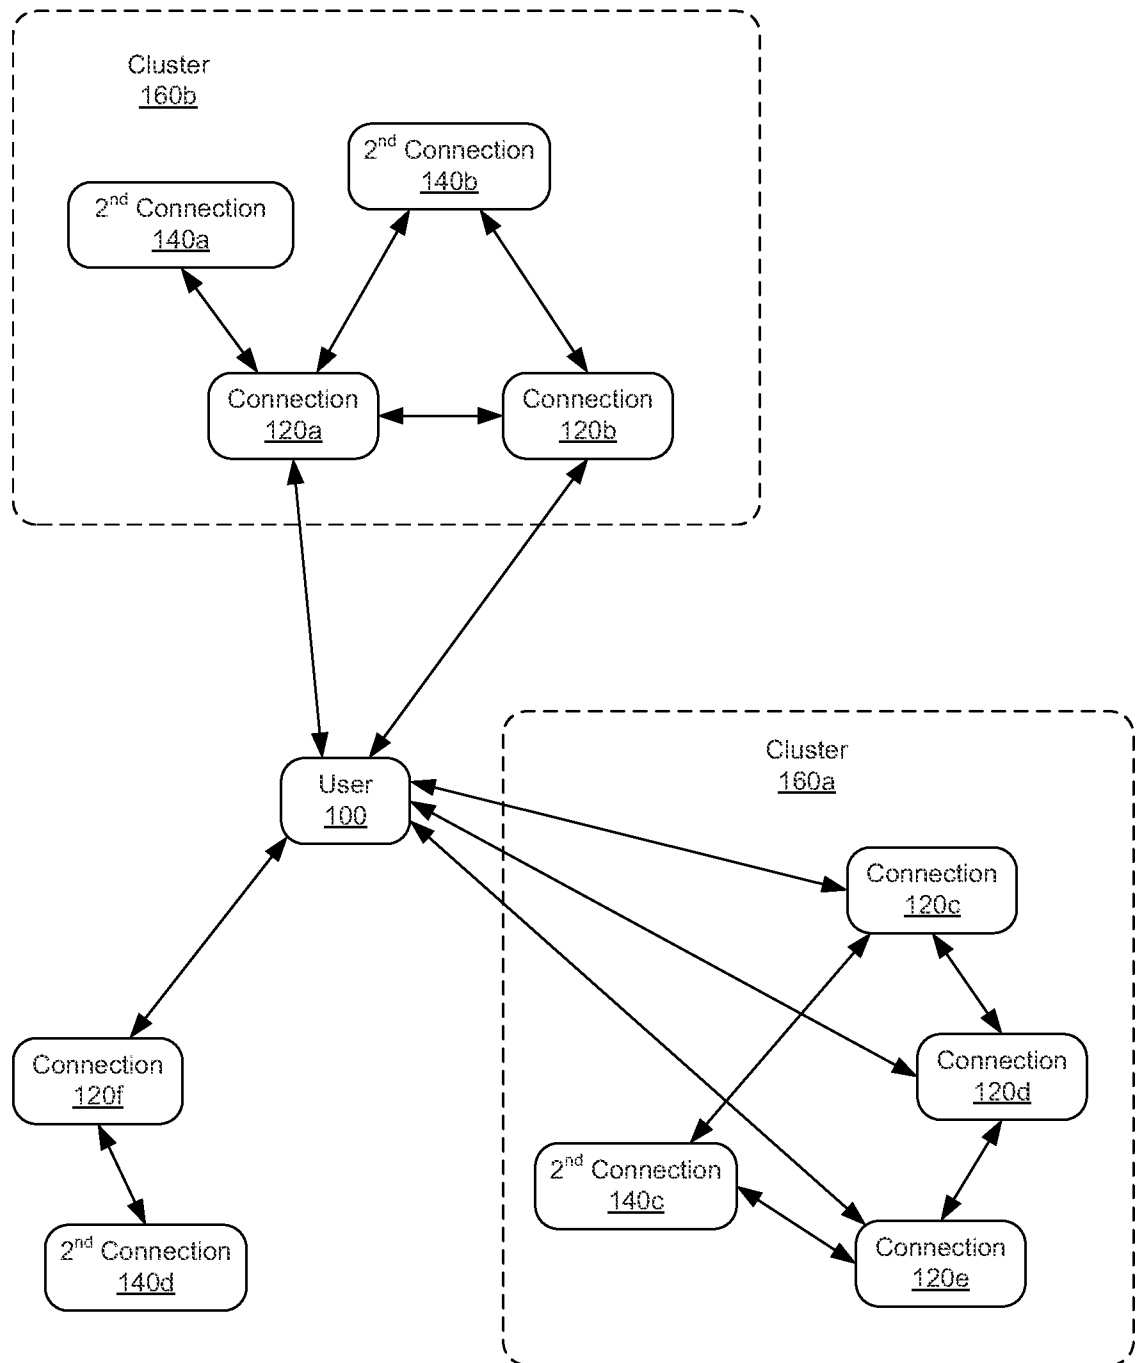 Cluster
160b
2nd Connection
140b
2nd Connection
140a
Connection
120a
Connection
120b
User
100
Cluster
160a
Connection
120c
Connection
120d
Connection
120f
2nd Connection
140c
2nd Connection
140d
Connection
120e